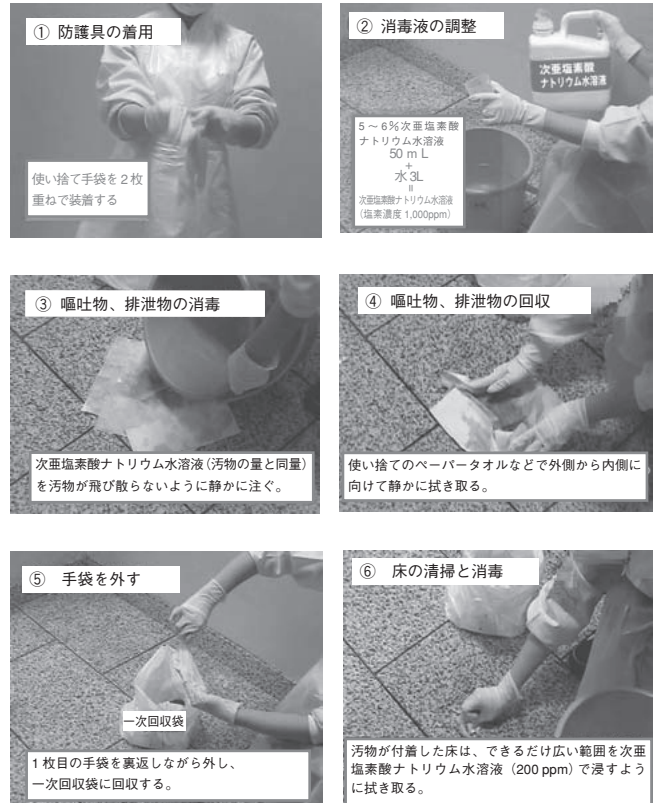 ① 防護具の着用
使い捨て手袋を2枚
重ねで装着する
② 消毒液の調整
次亜塩素酸
ナトリウム水溶液
5〜6%次亜塩素酸
ナトリウム水溶液
50 m L
+
水3L
=
次亜塩素酸ナトリウム水溶液
(塩素濃度 1,000ppm)
③ 嘔吐物、排泄物の消毒
次亜塩素酸ナトリウム水溶液(汚物の量と同量)
を汚物が飛び散らないように静かに注ぐ。
④ 嘔吐物、排泄物の回収
使い捨てのペーパータオルなどで外側から内側に
向けて静かに拭き取る。
⑤ 手袋を外す
一次回収袋
1枚目の手袋を裏返しながら外し、
一次回収袋に回収する。
⑥ 床の清掃と消毒
汚物が付着した床は、できるだけ広い範囲を次亜
塩素酸ナトリウム水溶液(200 ppm)で浸すよう
に拭き取る。